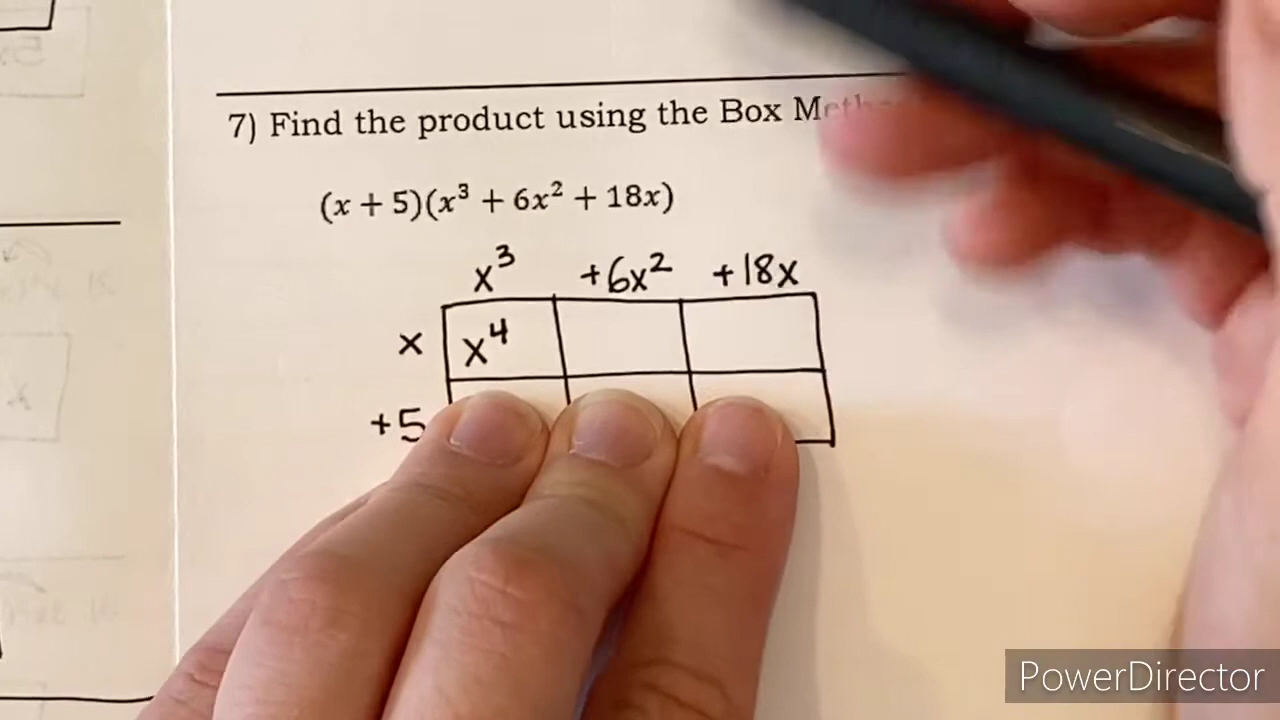 7) Find the product using the Box
(x + 5)(x³ + 6x² + 18x)
x³ +6x² +18x
x x⁴
+5
PowerDirector